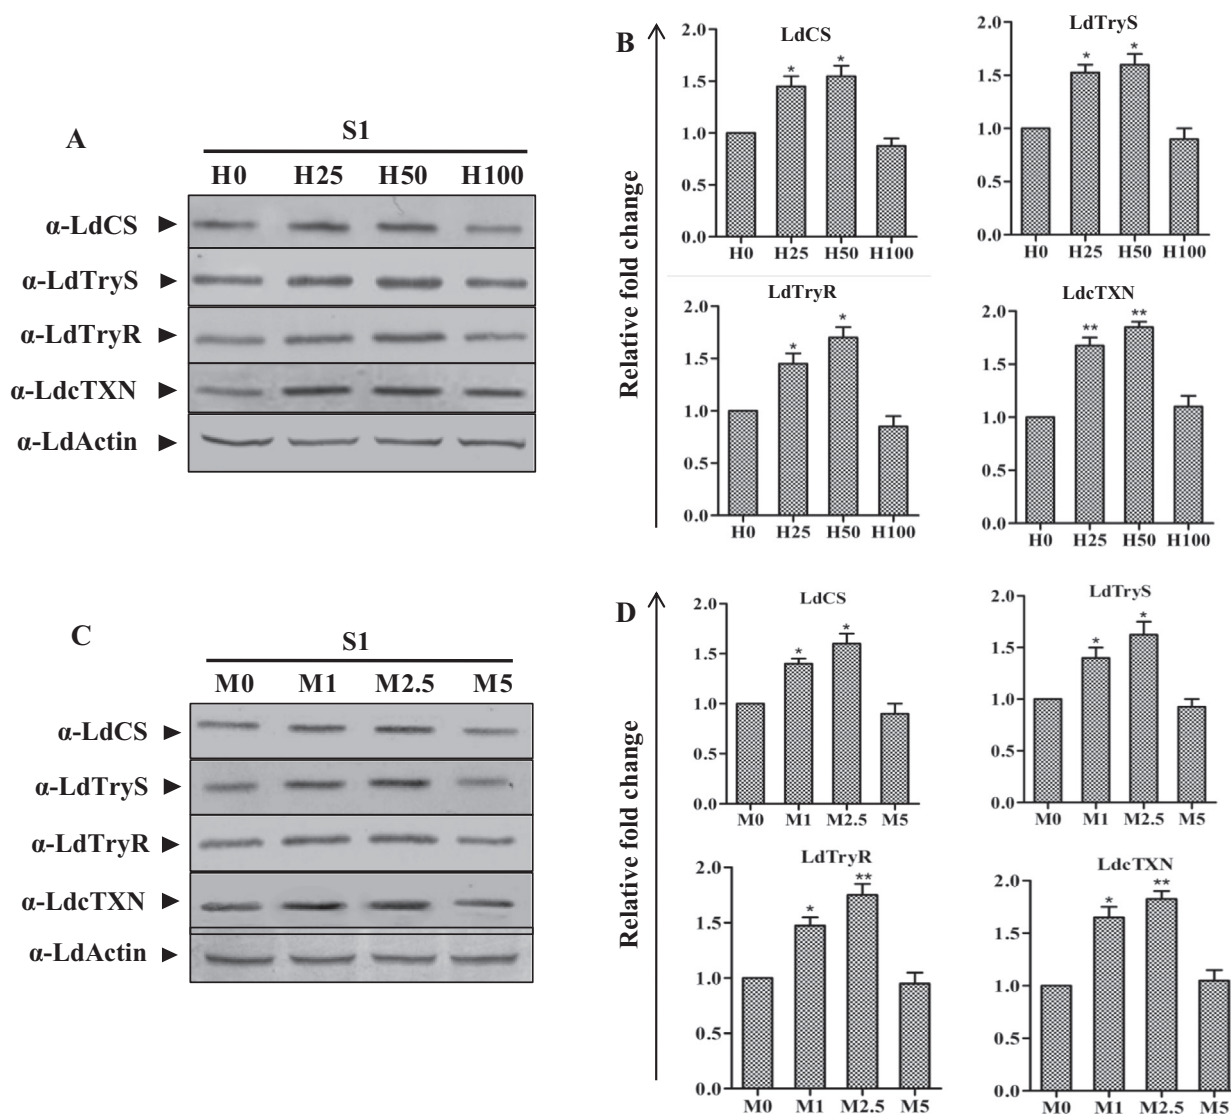 A
S1
H0 H25 H50 H100
α-LdCS
α-LdTryS
α-LdTryR
α-LdcTXN
α-LdActin
B
Relative fold change
LdCS
2.0
1.5
1.0
0.5
0.0
H0 H25 H50 H100
* *
LdTryS
2.0
1.5
1.0
0.5
0.0
H0 H25 H50 H100
* *
LdTryR
2.0
1.5
1.0
0.5
0.0
H0 H25 H50 H100
* *
LdcTXN
2.0
1.5
1.0
0.5
0.0
H0 H25 H50 H100
** **
C
S1
M0 M1 M2.5 M5
α-LdCS
α-LdTryS
α-LdTryR
α-LdcTXN
α-LdActin
D
Relative fold change
LdCS
2.0
1.5
1.0
0.5
0.0
M0 M1 M2.5 M5
* *
LdTryS
2.0
1.5
1.0
0.5
0.0
M0 M1 M2.5 M5
* *
LdTryR
2.0
1.5
1.0
0.5
0.0
M0 M1 M2.5 M5
* **
LdcTXN
2.0
1.5
1.0
0.5
0.0
M0 M1 M2.5 M5
* **